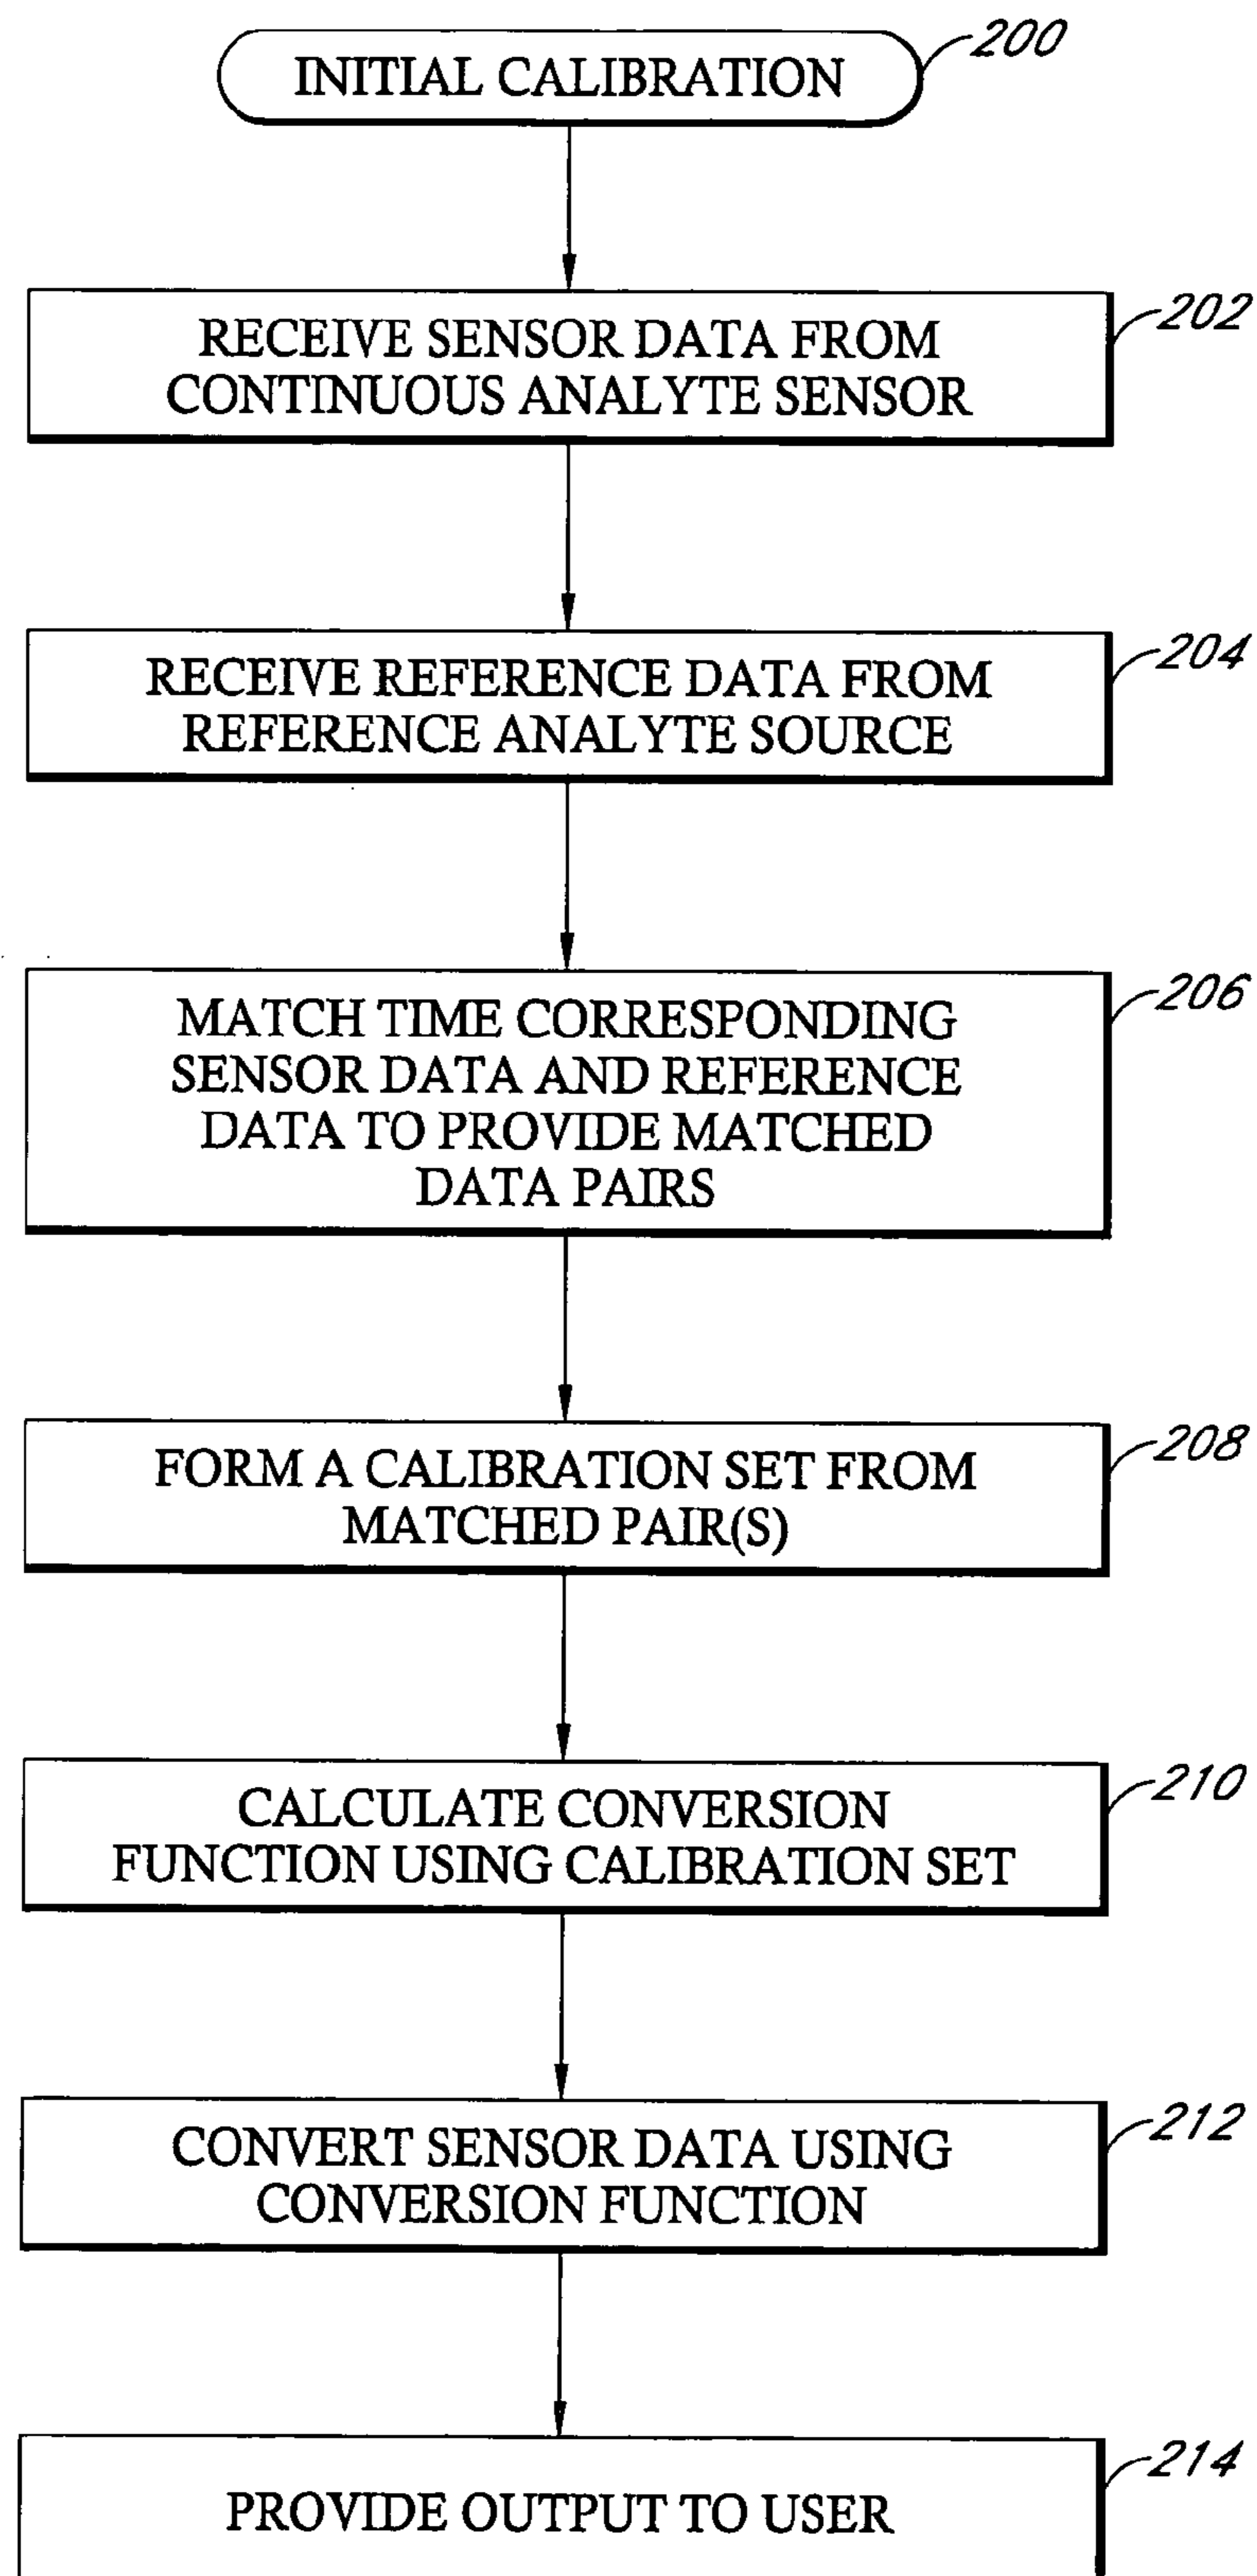 INITIAL CALIBRATION
200
RECEIVE SENSOR DATA FROM
CONTINUOUS ANALYTE SENSOR
202
RECEIVE REFERENCE DATA FROM
REFERENCE ANALYTE SOURCE
204
MATCH TIME CORRESPONDING
SENSOR DATA AND REFERENCE
DATA TO PROVIDE MATCHED
DATA PAIRS
206
FORM A CALIBRATION SET FROM
MATCHED PAIR(S)
208
CALCULATE CONVERSION
FUNCTION USING CALIBRATION SET
210
CONVERT SENSOR DATA USING
CONVERSION FUNCTION
212
PROVIDE OUTPUT TO USER
214